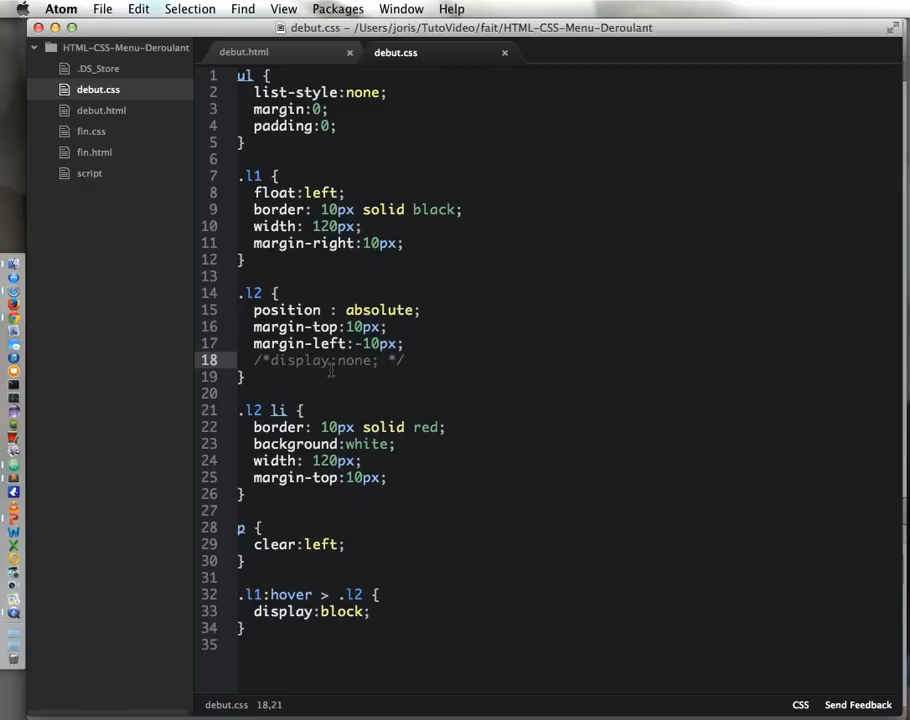 Atom File Edit View Selection Find Packages Window Help
debut.css - /Users/joris/TutoVideo/fait/HTML-CSS-Menu-Deroulant
HTML-CSS-Menu-Deroulant
.DS_Store
debut.css
debut.html
fin.css
fin.html
script
debut.html
debut.css
1 ul {
2 list-style:none;
3 margin:0;
4 padding:0;
5 }
6
7 .l1 {
8 float:left;
9 border: 10px solid black;
10 width: 120px;
11 margin-right:10px;
12 }
13
14 .l2 {
15 position : absolute;
16 margin-top:10px;
17 margin-left:-10px;
18 /*display:none; */
19 }
20
21 .l2 li {
22 border: 10px solid red;
23 background:white;
24 width: 120px;
25 margin-top:10px;
26 }
27
28 p {
29 clear:left;
30 }
31
32 .l1:hover > .l2 {
33 display:block;
34 }
35
debut.css 18,21
CSS Send Feedback